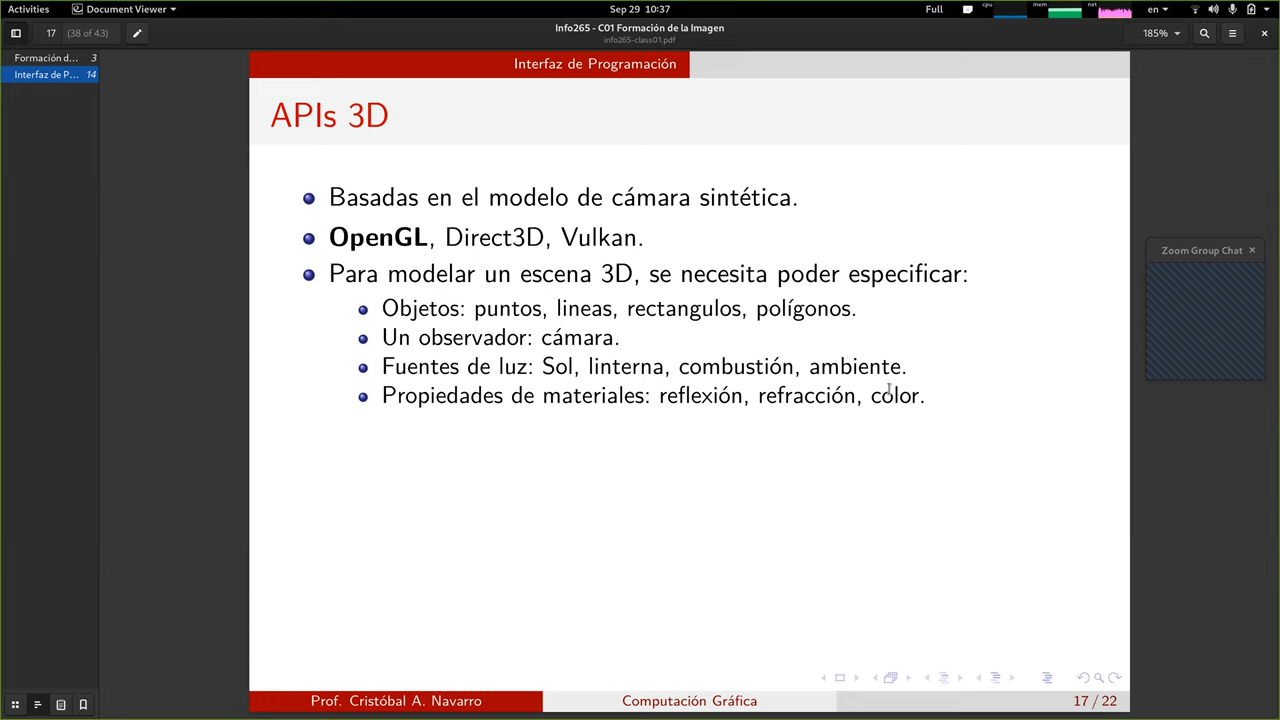 Activities Document Viewer Sep 29 10:37 Full cpu mem net en
17 (38 of 43) Info265 - C01 Formación de la Imagen 185%
info265-class01.pdf
Formación d... 3
Interfaz de P... 14
Interfaz de Programación
APIs 3D
Basadas en el modelo de cámara sintética.
OpenGL, Direct3D, Vulkan.
Para modelar un escena 3D, se necesita poder especificar:
Objetos: puntos, lineas, rectangulos, polígonos.
Un observador: cámara.
Fuentes de luz: Sol, linterna, combustión, ambiente.
Propiedades de materiales: reflexión, refracción, color.
Zoom Group Chat
Prof. Cristóbal A. Navarro Computación Gráfica 17 / 22